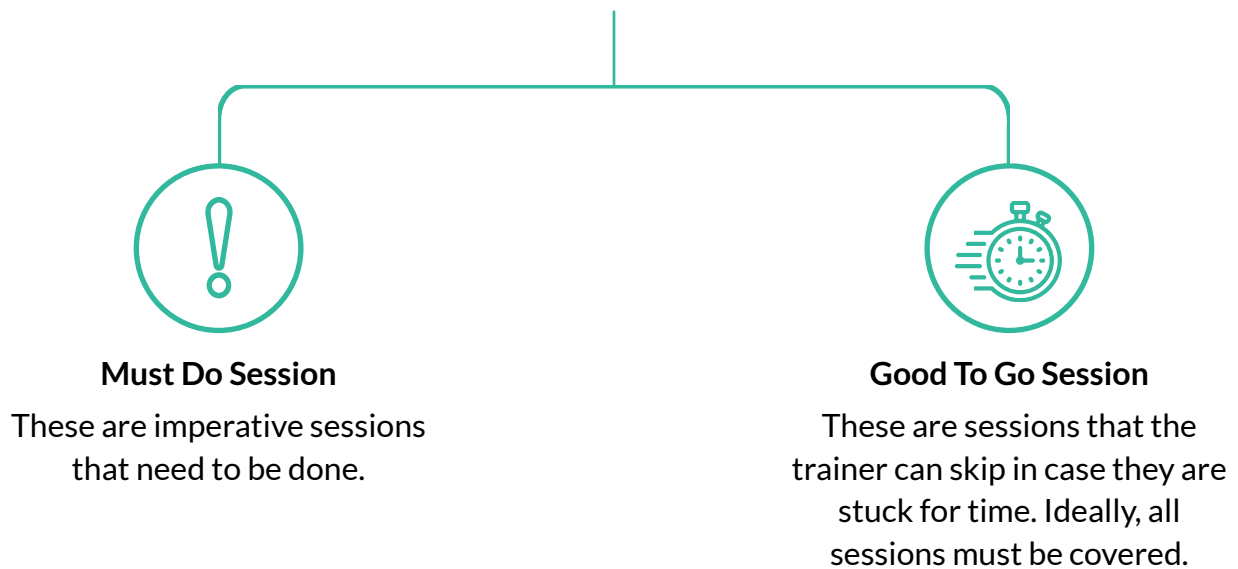 Must Do Session
These are imperative sessions
that need to be done.
Good To Go Session
These are sessions that the
trainer can skip in case they are
stuck for time. Ideally, all
sessions must be covered.